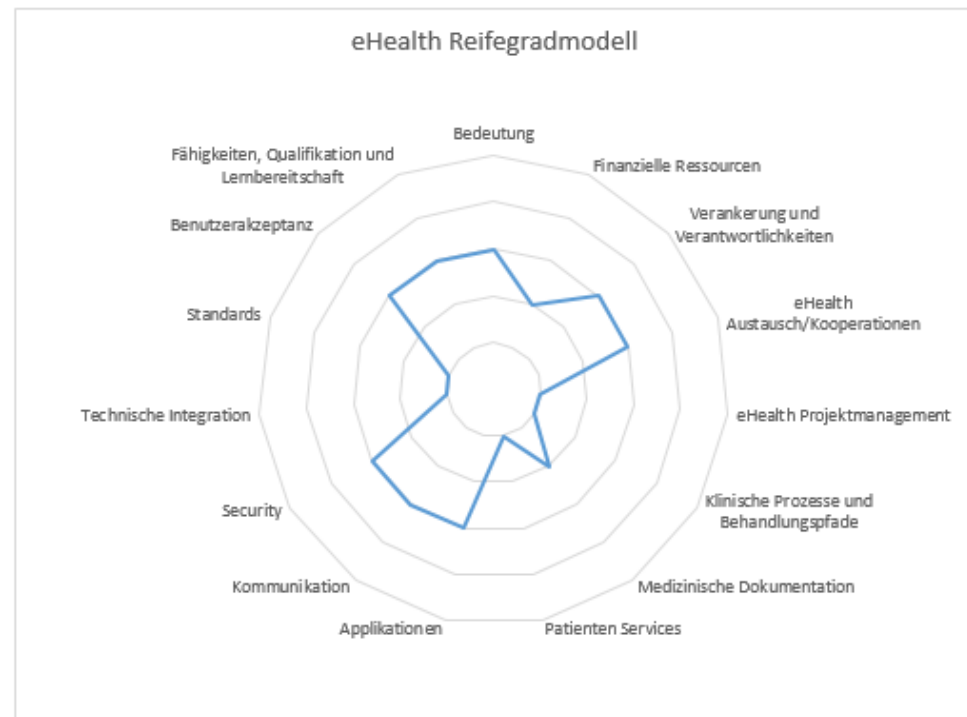 eHealth Reifegradmodell
Bedeutung
Finanzielle Ressourcen
Verankerung und
Verantwortlichkeiten
eHealth
Austausch/Kooperationen
eHealth Projektmanagement
Klinische Prozesse und
Behandlungspfade
Medizinische Dokumentation
Patienten Services
Applikationen
Kommunikation
Security
Technische Integration
Standards
Benutzerakzeptanz
Fähigkeiten, Qualifikation und
Lernbereitschaft